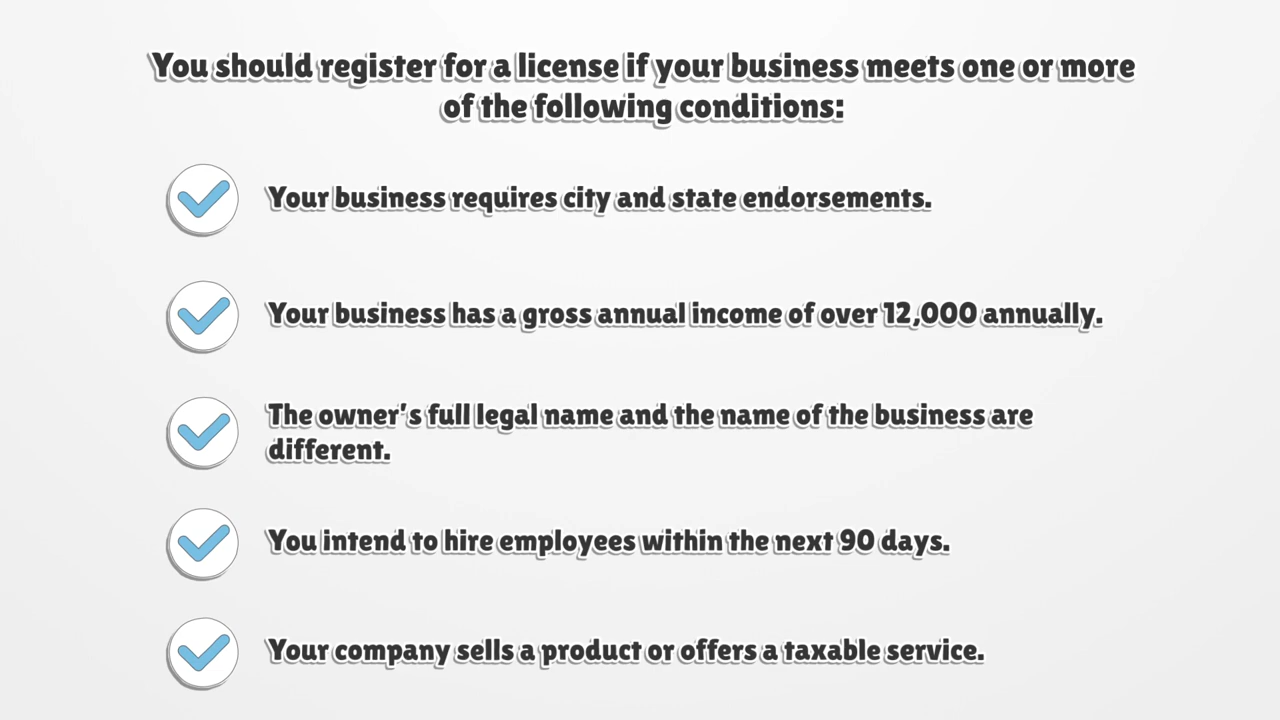 You should register for a license if your business meets one or more
of the following conditions:
Your business requires city and state endorsements.
Your business has a gross annual income of over 12,000 annually.
The owner's full legal name and the name of the business are
different.
You intend to hire employees within the next 90 days.
Your company sells a product or offers a taxable service.